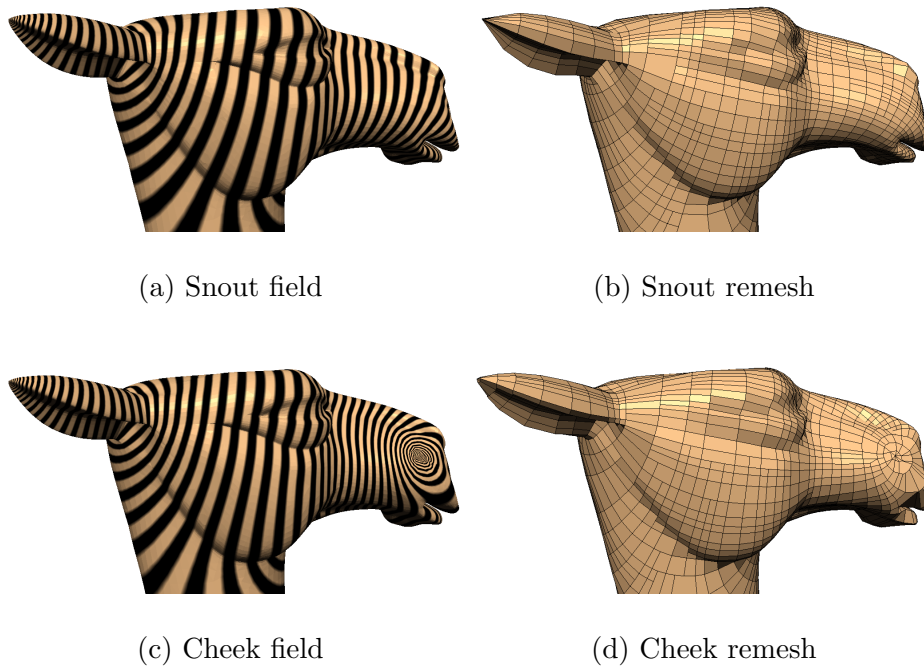 (a) Snout field
(b) Snout remesh
(c) Cheek field
(d) Cheek remesh